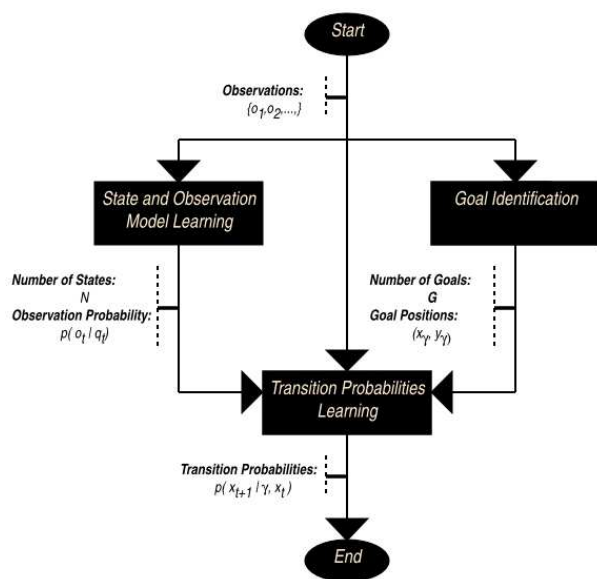 Start
Observations:
{o1,o2,....,}
State and Observation
Model Learning
Goal Identification
Number of States:
N
Observation Probability:
p( ot | qt)
Number of Goals:
G
Goal Positions:
(xγ, yγ)
Transition Probabilities
Learning
Transition Probabilities:
p( xt+1 | γ, xt )
End